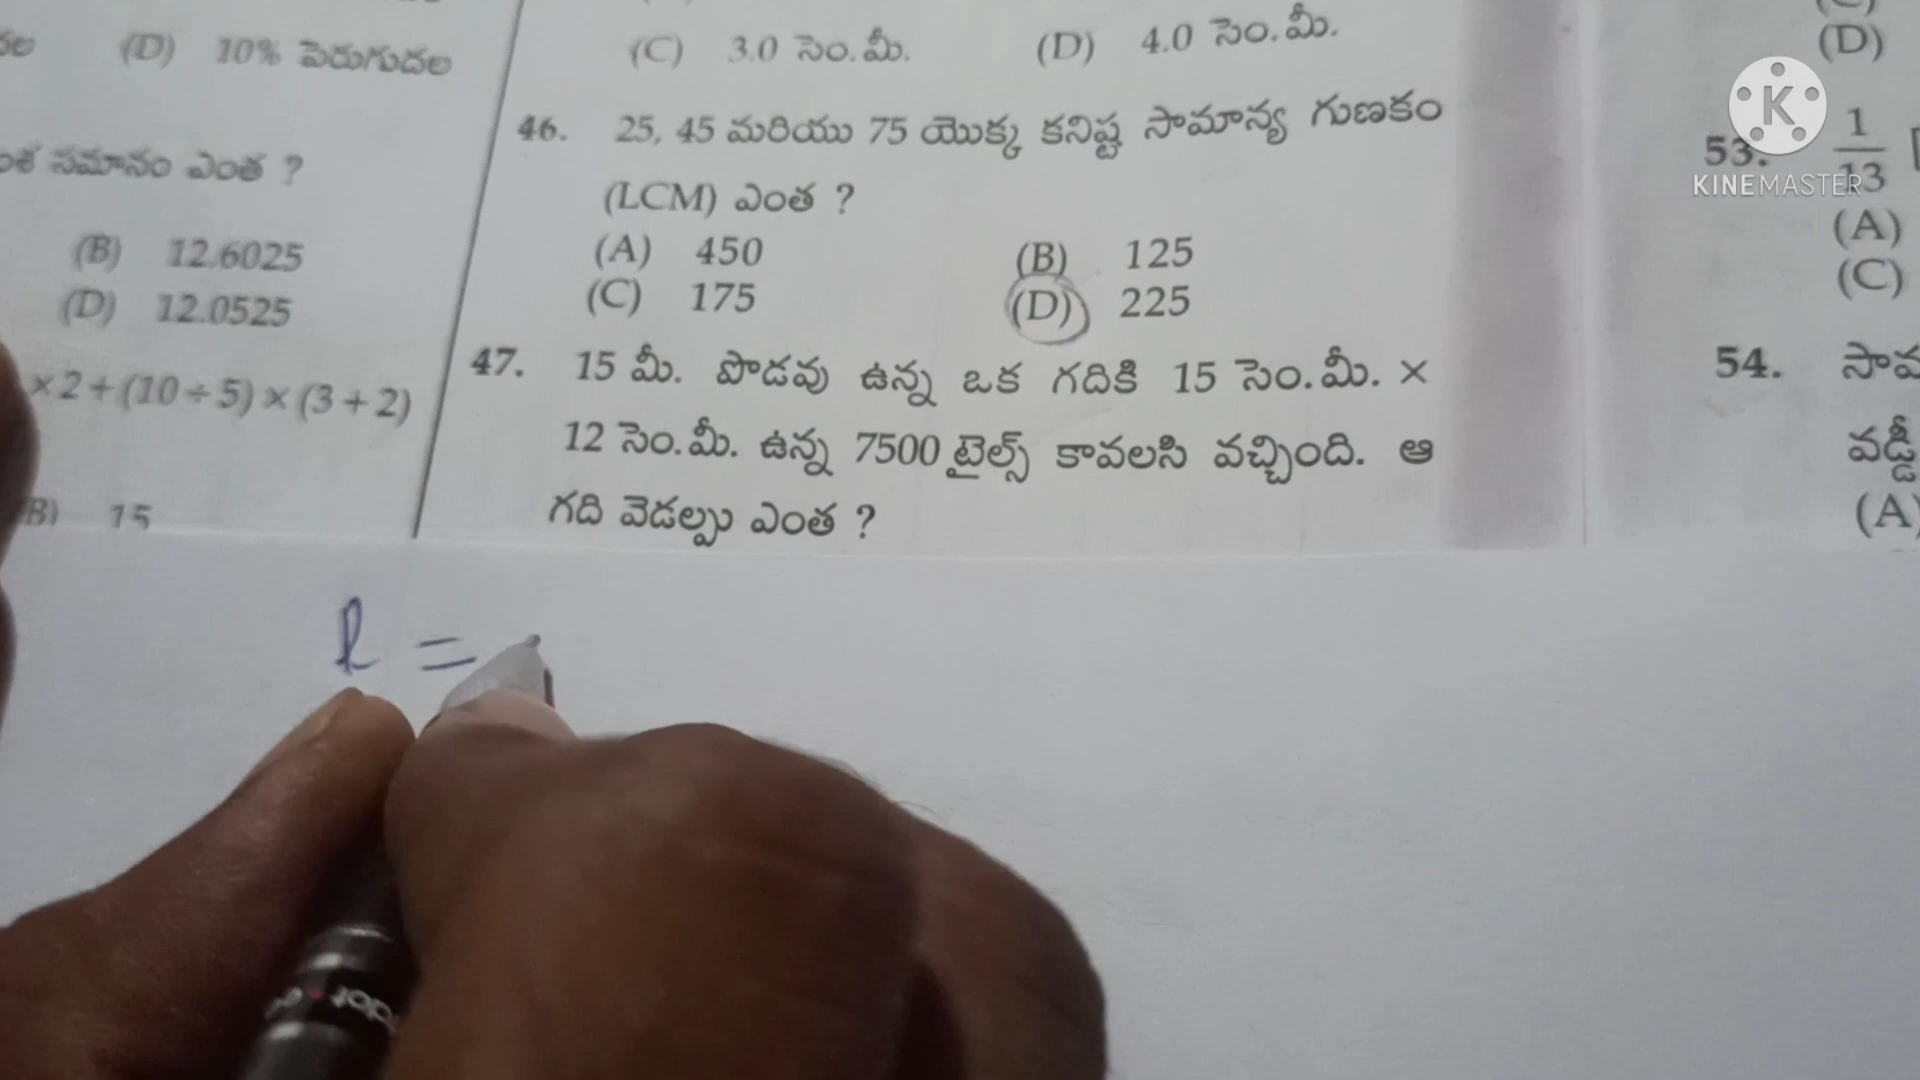 (D) 10% పెరుగుదల
సమానం ఎంత ?
(B) 12.6025
(D) 12.0525
×2+(10÷5)×(3+2)
B) 15
(C) 3.0 సెం.మీ. (D) 4.0 సెం.మీ.
46. 25, 45 మరియు 75 యొక్క కనిష్ట సామాన్య గుణకం
(LCM) ఎంత ?
(A) 450 (B) 125
(C) 175 (D) 225
47. 15 మీ. పొడవు ఉన్న ఒక గదికి 15 సెం.మీ. ×
12 సెం.మీ. ఉన్న 7500 టైల్స్ కావలసి వచ్చింది. ఆ
గది వెడల్పు ఎంత ?
l =
(D)
53. 1/13
(A)
(C)
54.
వడ్డీ
(A)
K
KINEMASTER